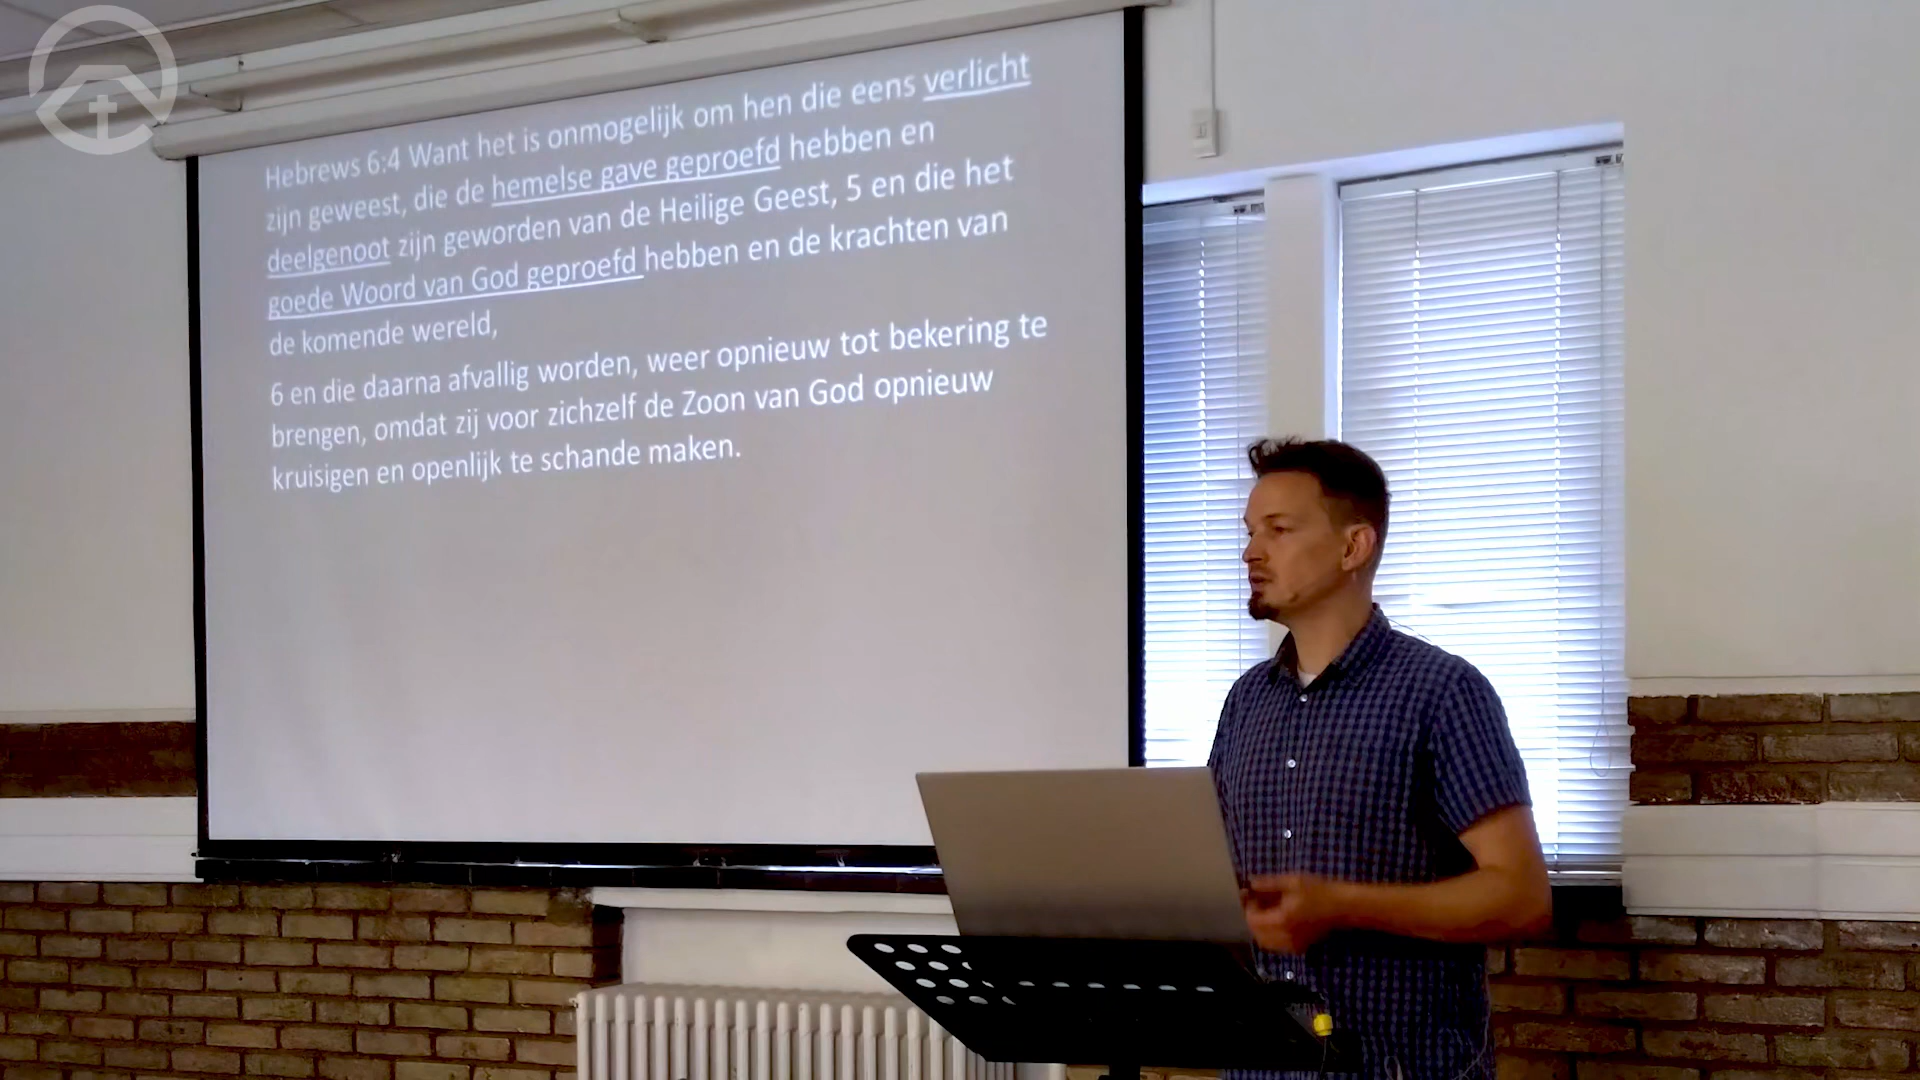 Hebrews 6:4 Want het is onmogelijk om hen die eens verlicht
zijn geweest, die de hemelse gave geproefd hebben en
deelgenoot zijn geworden van de Heilige Geest, 5 en die het
goede Woord van God geproefd hebben en de krachten van
de komende wereld,
6 en die daarna afvallig worden, weer opnieuw tot bekering te
brengen, omdat zij voor zichzelf de Zoon van God opnieuw
kruisigen en openlijk te schande maken.